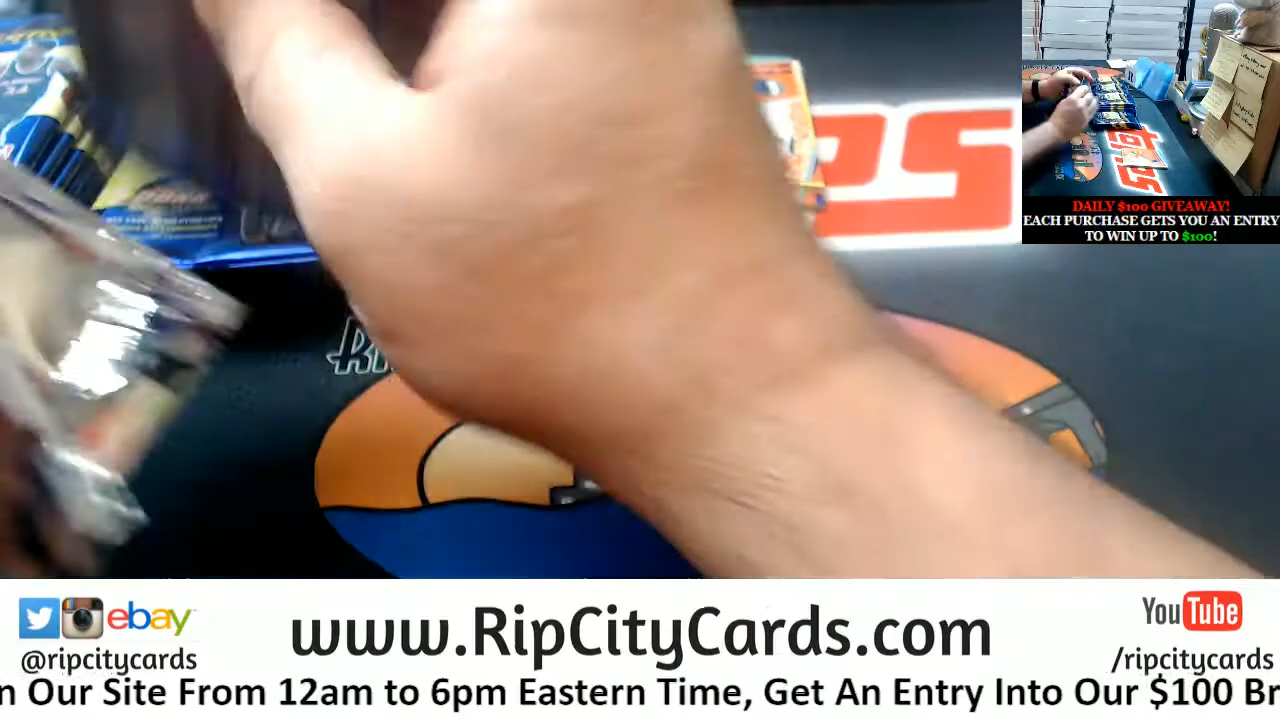 DAILY $100 GIVEAWAY!
EACH PURCHASE GETS YOU AN ENTRY
TO WIN UP TO $100!
ebay
www.RipCityCards.com
YouTube
@ripcitycards
/ripcitycards
n Our Site From 12am to 6pm Eastern Time, Get An Entry Into Our $100 Br